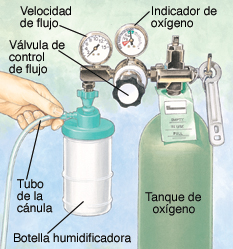 Velocidad
de flujo
Indicador de
oxígeno
Válvula de
control
de flujo
Tubo
de la
cánula
Tanque de
oxígeno
Botella humidificadora